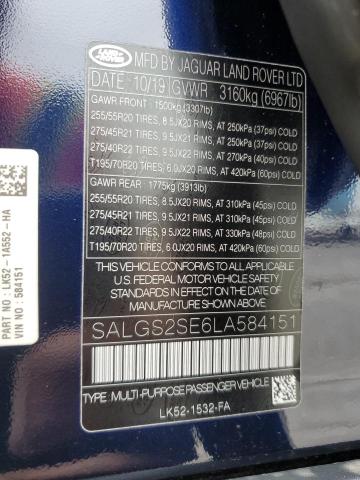 LAND ROVER
MFD BY JAGUAR LAND ROVER LTD
DATE: 10/19 GVWR 3160kg (6967lb)
GAWR FRONT : 1500kg (3307lb)
255/55R20 TIRES, 8.5JX20 RIMS, AT 250kPa (37psi) COLD
275/45R21 TIRES, 9.5JX21 RIMS, AT 250kPa (37psi) COLD
275/40R22 TIRES, 9.5JX22 RIMS, AT 270kPa (40psi) COLD
T195/70R20 TIRES, 6.0JX20 RIMS, AT 420kPa (60psi) COLD
GAWR REAR : 1775kg (3913lb)
255/55R20 TIRES, 8.5JX20 RIMS, AT 310kPa (45psi) COLD
275/45R21 TIRES, 9.5JX21 RIMS, AT 310kPa (45psi) COLD
275/40R22 TIRES, 9.5JX22 RIMS, AT 330kPa (48psi) COLD
T195/70R20 TIRES, 6.0JX20 RIMS, AT 420kPa (60psi) COLD
THIS VEHICLE CONFORMS TO ALL APPLICABLE
U.S. FEDERAL MOTOR VEHICLE SAFETY STANDARDS
IN EFFECT ON THE DATE OF MANUFACTURE SHOWN ABOVE.
SALGS2SE6LA584151
TYPE: MULTI-PURPOSE PASSENGER VEHICLE
LK52-1532-FA
PART NO : LK52-1A552-HA
VIN NO : 584151